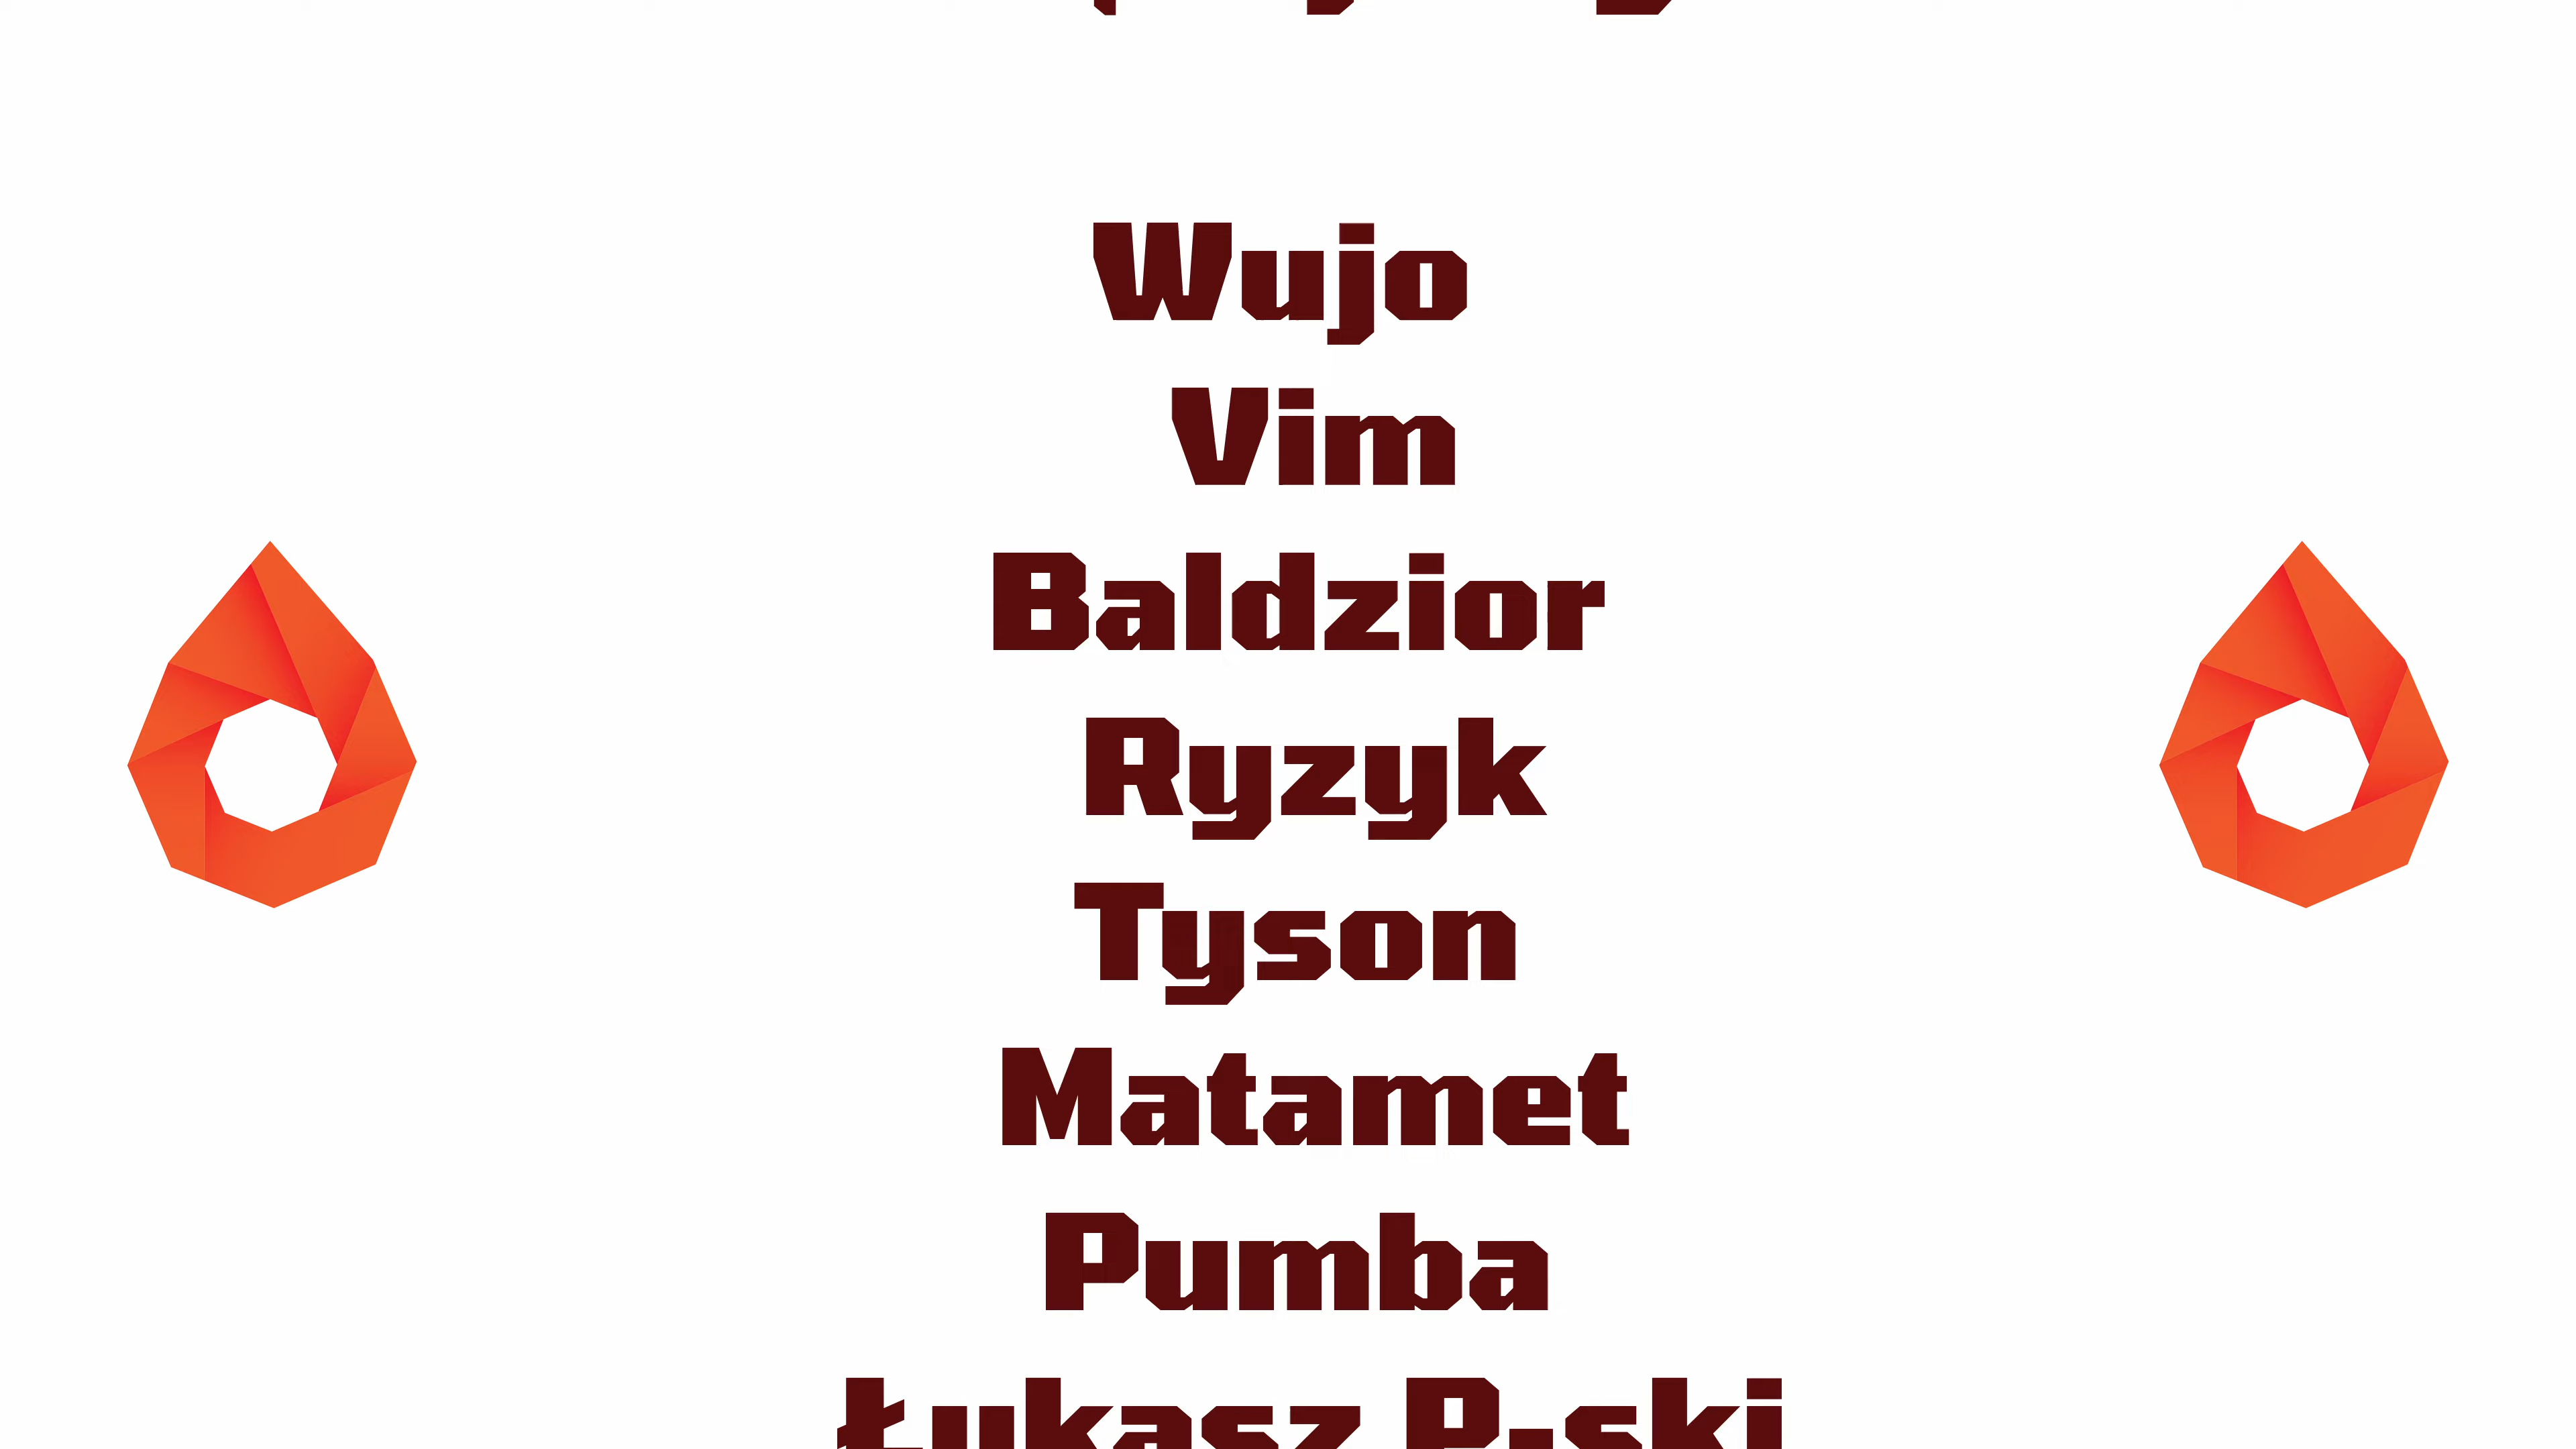 Wujo
Vim
Baldzior
Ryzyk
Tyson
Matamet
Pumba
Łukasz P-ski